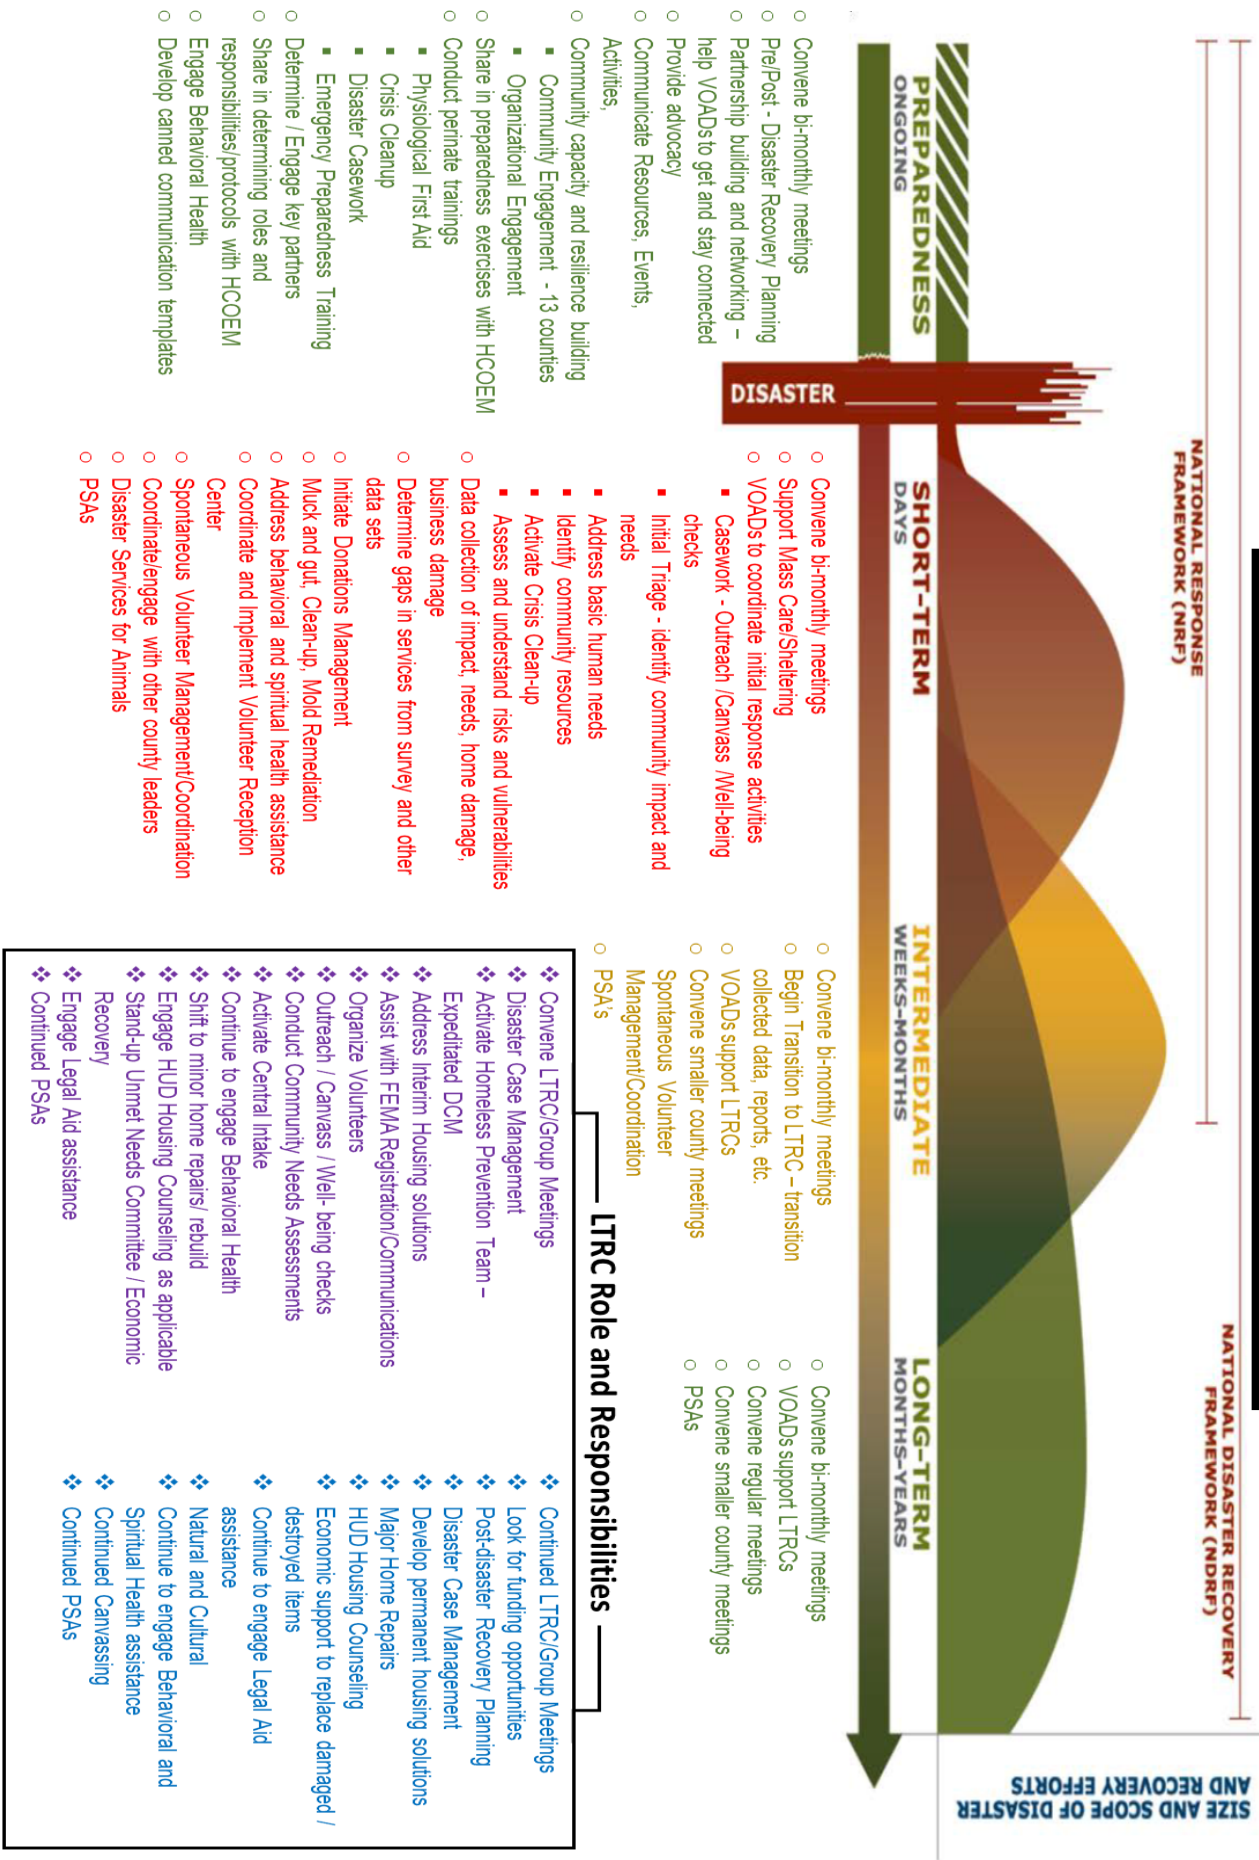 NATIONAL RESPONSE
FRAMEWORK (NRF)
NATIONAL DISASTER RECOVERY
FRAMEWORK (NDRF)
SIZE AND SCOPE OF DISASTER
AND RECOVERY EFFORTS
PREPAREDNESS
ONGOING
DISASTER
SHORT-TERM
DAYS
INTERMEDIATE
WEEKS-MONTHS
LONG-TERM
MONTHS-YEARS
○ Convene bi-monthly meetings
○ Pre/Post - Disaster Recovery Planning
○ Partnership building and networking –
help VOADs to get and stay connected
○ Provide advocacy
○ Communicate Resources, Events,
Activities,
○ Community capacity and resilience building
▪ Community Engagement - 13 counties
▪ Organizational Engagement
○ Share in preparedness exercises with HCOEM
○ Conduct perinate trainings
▪ Physiological First Aid
▪ Crisis Cleanup
▪ Disaster Casework
▪ Emergency Preparedness Training
○ Determine / Engage key partners
○ Share in determining roles and
responsibilities/protocols with HCOEM
○ Engage Behavioral Health
○ Develop canned communication templates
○ Convene bi-monthly meetings
○ Support Mass Care/Sheltering
○ VOADs to coordinate initial response activities
▪ Casework - Outreach /Canvass /Well-being
checks
▪ Initial Triage - identify community impact and
needs
▪ Address basic human needs
▪ Identify community resources
▪ Activate Crisis Clean-up
▪ Assess and understand risks and vulnerabilities
○ Data collection of impact, needs, home damage,
business damage
○ Determine gaps in services from survey and other
data sets
○ Initiate Donations Management
○ Muck and gut, Clean-up, Mold Remediation
○ Address behavioral and spiritual health assistance
○ Coordinate and Implement Volunteer Reception
Center
○ Spontaneous Volunteer Management/Coordination
○ Coordinate/engage with other county leaders
○ Disaster Services for Animals
○ PSAs
○ Convene bi-monthly meetings
○ Begin Transition to LTRC – transition
collected data, reports, etc.
○ VOADs support LTRCs
○ Convene smaller county meetings
Spontaneous Volunteer
Management/Coordination
○ PSA's
○ Convene bi-monthly meetings
○ VOADs support LTRCs
○ Convene regular meetings
○ Convene smaller county meetings
○ PSAs
LTRC Role and Responsibilities
❖ Convene LTRC/Group Meetings
❖ Disaster Case Management
❖ Activate Homeless Prevention Team –
Expeditated DCM
❖ Address Interim Housing solutions
❖ Assist with FEMA Registration/Communications
❖ Organize Volunteers
❖ Outreach / Canvass / Well- being checks
❖ Conduct Community Needs Assessments
❖ Activate Central Intake
❖ Continue to engage Behavioral Health
❖ Shift to minor home repairs/ rebuild
❖ Engage HUD Housing Counseling as applicable
❖ Stand-up Unmet Needs Committee / Economic
Recovery
❖ Engage Legal Aid assistance
❖ Continued PSAs
❖ Continued LTRC/Group Meetings
❖ Look for funding opportunities
❖ Post-disaster Recovery Planning
❖ Disaster Case Management
❖ Develop permanent housing solutions
❖ Major Home Repairs
❖ HUD Housing Counseling
❖ Economic support to replace damaged /
destroyed items
❖ Continue to engage Legal Aid
assistance
❖ Natural and Cultural
❖ Continue to engage Behavioral and
Spiritual Health assistance
❖ Continued Canvassing
❖ Continued PSAs